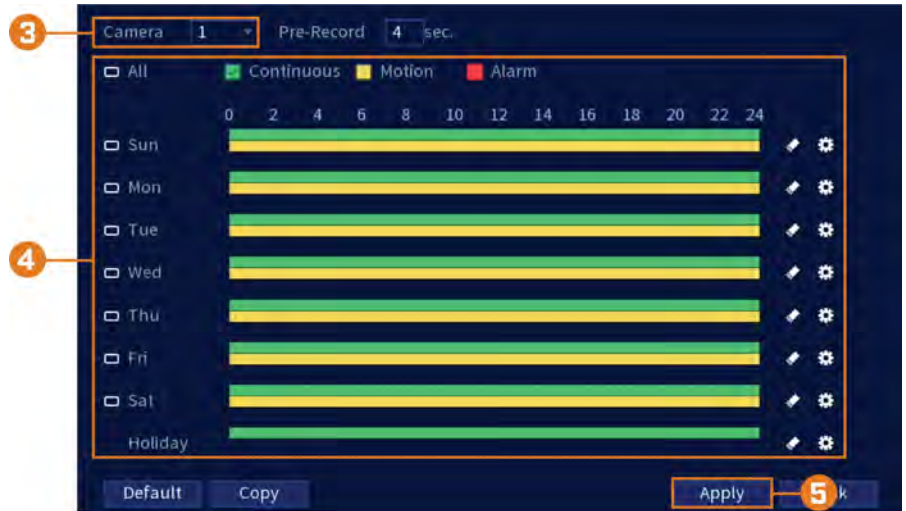 3 Camera 1 Pre-Record 4 sec.
All Continuous Motion Alarm
0 2 4 6 8 10 12 14 16 18 20 22 24
Sun
Mon
4 Tue
Wed
Thu
Fri
Sat
Holiday
Default Copy Apply 5 k